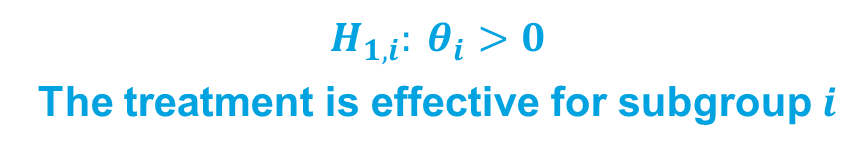 H₁,ᵢ: θᵢ > 0
The treatment is effective for subgroup i